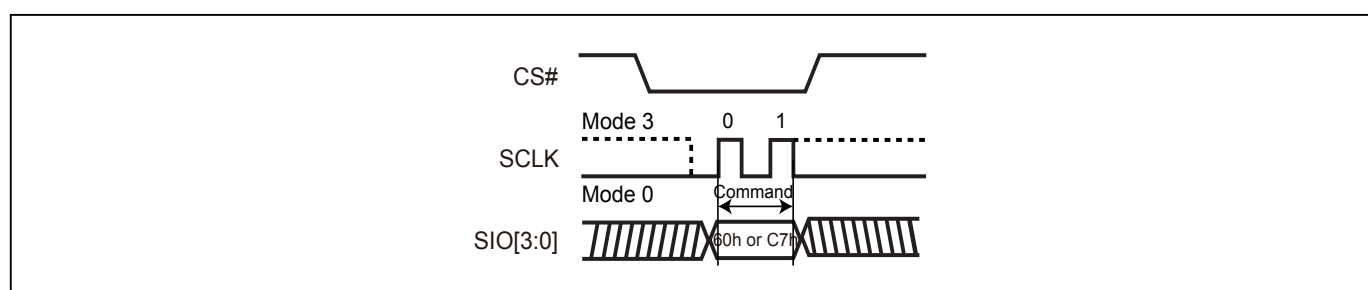 CS#
Mode 3 0 1
SCLK
Mode 0 Command
SIO[3:0] 60h or C7h